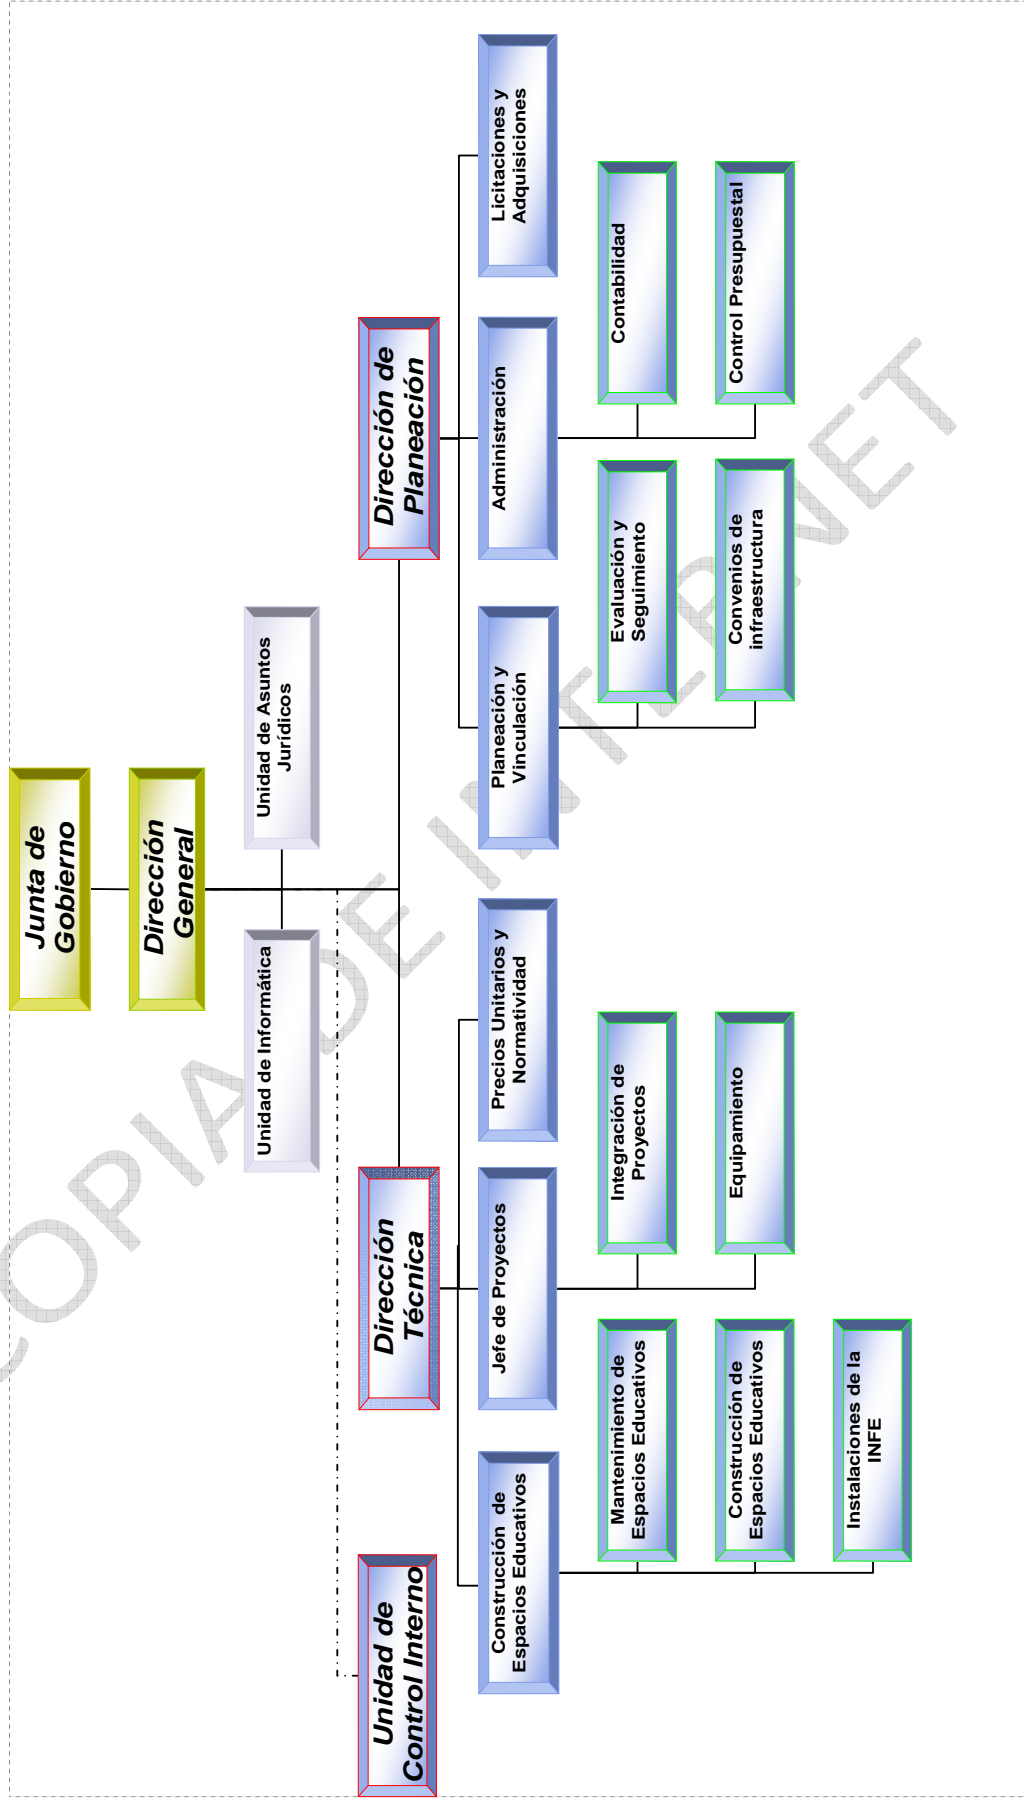 Junta de
Gobierno
Dirección
General
Unidad de Informática
Unidad de Asuntos
Jurídicos
Unidad de
Control Interno
Dirección
Técnica
Dirección de
Planeación
Construcción  de
Espacios Educativos
Jefe de Proyectos
Precios Unitarios y
Normatividad
Planeación y
Vinculación
Administración
Licitaciones y
Adquisiciones
Mantenimiento de
Espacios Educativos
Integración de
Proyectos
Evaluación y
Seguimiento
Contabilidad
Construcción de
Espacios Educativos
Equipamiento
Convenios de
infraestructura
Control Presupuestal
Instalaciones de la
INFE
COPIA DE INTERNET